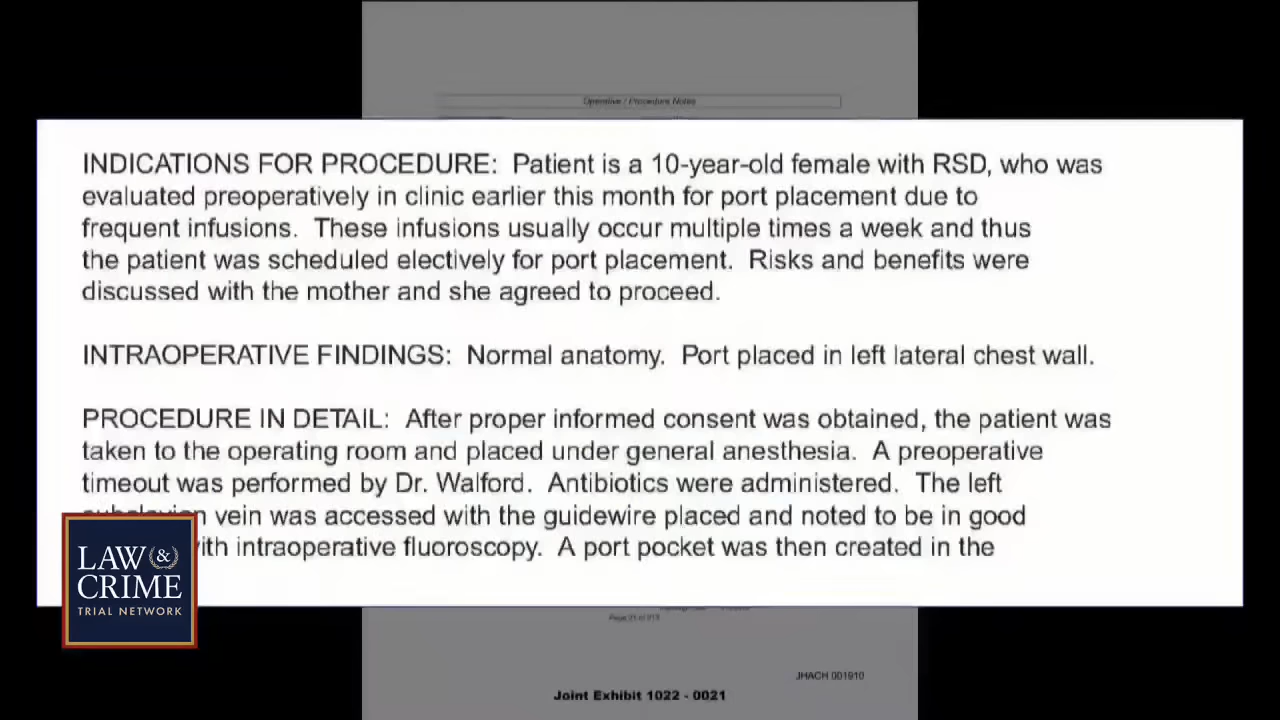 Operative / Procedure Notes
INDICATIONS FOR PROCEDURE: Patient is a 10-year-old female with RSD, who was
evaluated preoperatively in clinic earlier this month for port placement due to
frequent infusions. These infusions usually occur multiple times a week and thus
the patient was scheduled electively for port placement. Risks and benefits were
discussed with the mother and she agreed to proceed.
INTRAOPERATIVE FINDINGS: Normal anatomy. Port placed in left lateral chest wall.
PROCEDURE IN DETAIL: After proper informed consent was obtained, the patient was
taken to the operating room and placed under general anesthesia. A preoperative
timeout was performed by Dr. Walford. Antibiotics were administered. The left
vein was accessed with the guidewire placed and noted to be in good
with intraoperative fluoroscopy. A port pocket was then created in the
LAW &
CRIME
TRIAL NETWORK
JHACH 001910
Joint Exhibit 1022 - 0021